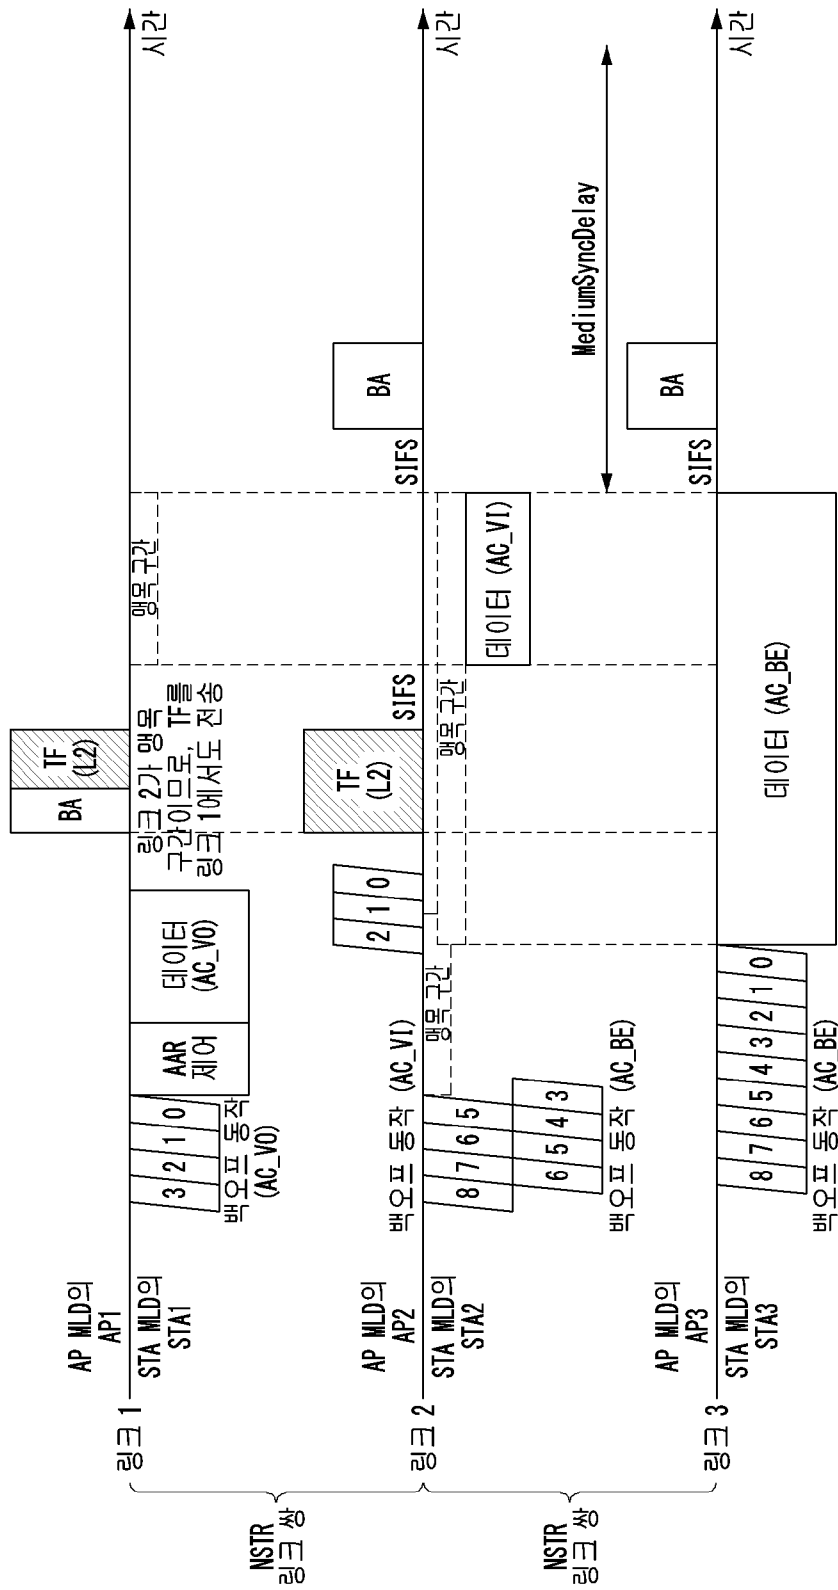 NSTR
링크 쌍
NSTR
링크 쌍
링크 1
AP MLD의
AP1
STA MLD의
STA1
3 2 1 0
백오프 동작
(AC_VO)
AAR
제어
데이터
(AC_VO)
BA
TF
(L2)
링크 2가 맹목
구간이므로, TF를
링크 1에서도 전송
맹목 구간
시간
링크 2
AP MLD의
AP2
STA MLD의
STA2
백오프 동작 (AC_VI)
8 7 6 5
6 5 4 3
백오프 동작 (AC_BE)
맹목 구간
2 1 0
TF
(L2)
SIFS
맹목 구간
데이터 (AC_VI)
SIFS
BA
시간
MediumSyncDelay
링크 3
AP MLD의
AP3
STA MLD의
STA3
8 7 6 5 4 3 2 1 0
백오프 동작 (AC_BE)
데이터 (AC_BE)
SIFS
BA
시간